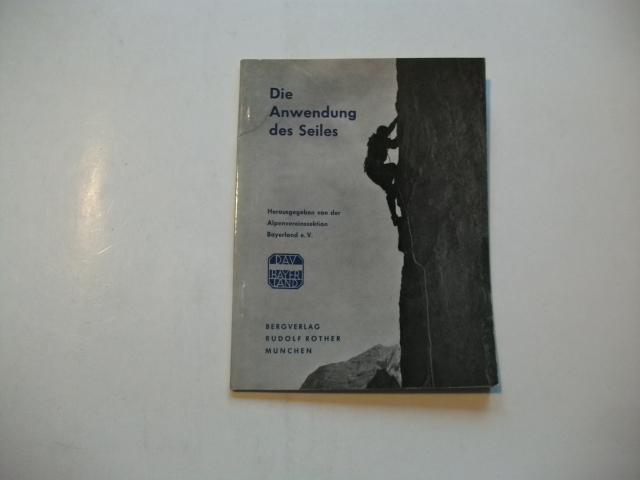 Die
Anwendung
des Seiles
Herausgegeben von der
Alpenvereinssektion
Bayerland e.V.
DAV
BAYER
LAND
BERGVERLAG
RUDOLF ROTHER
MÜNCHEN